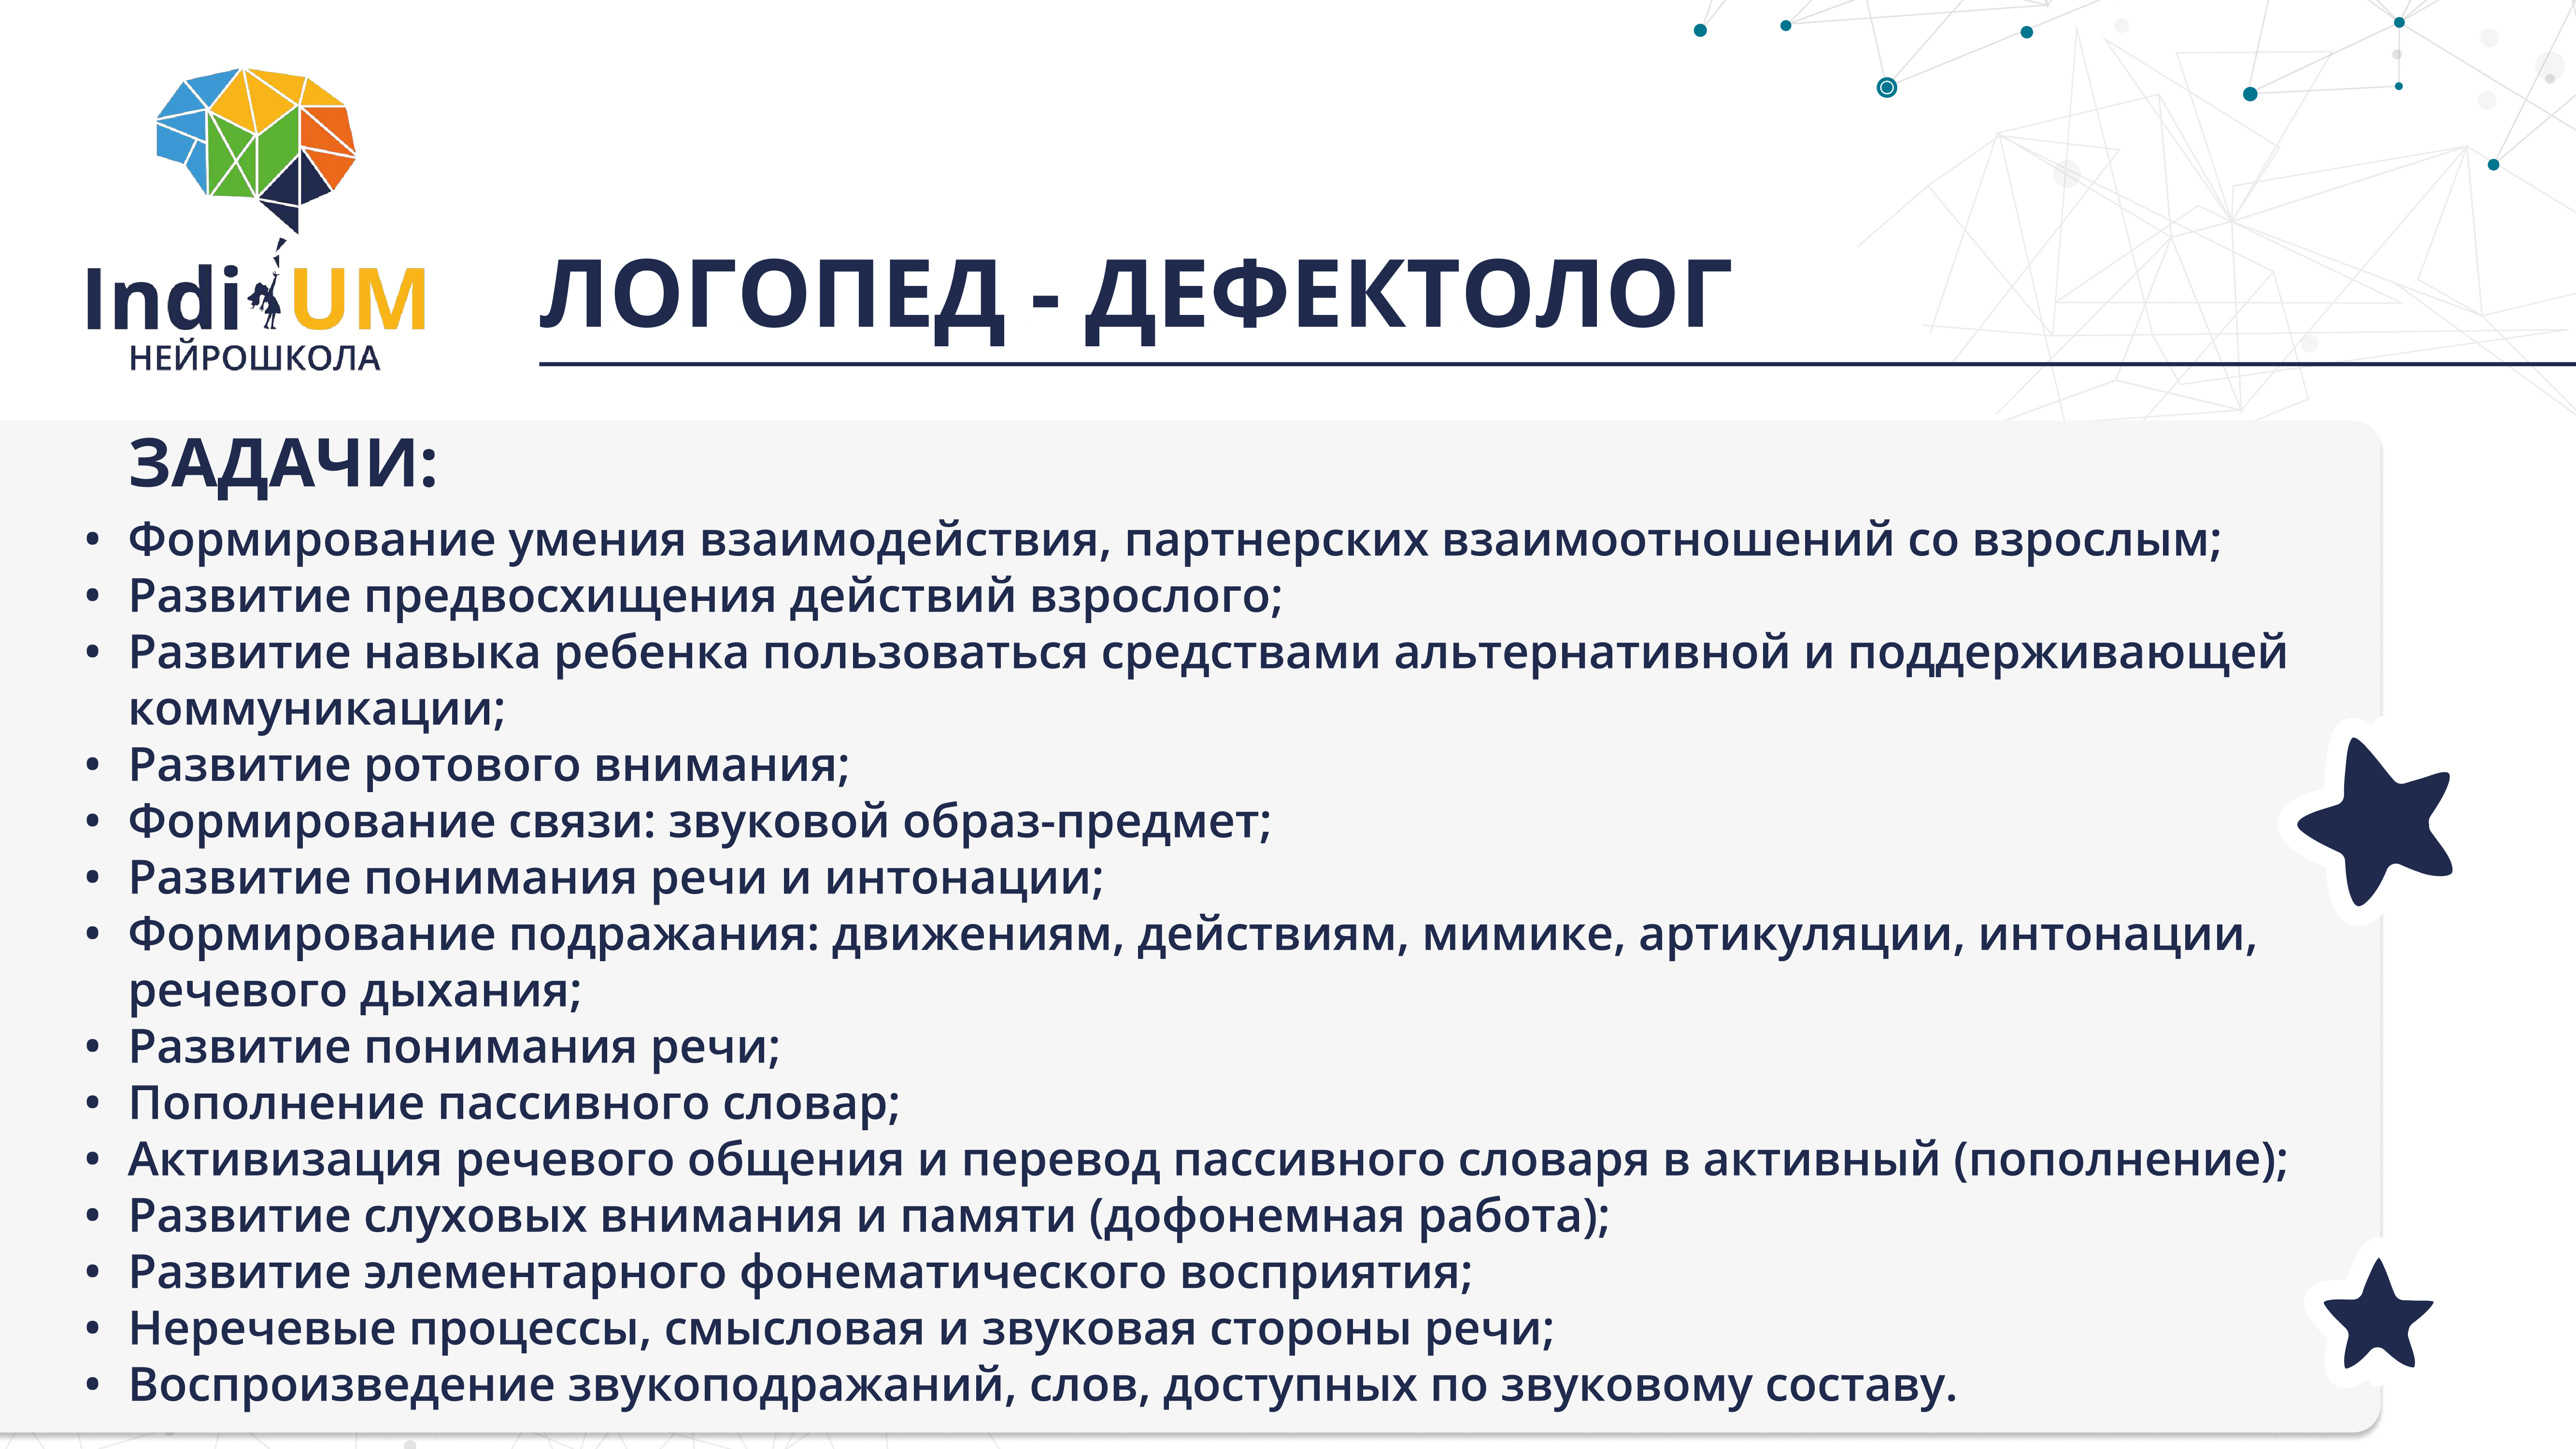 IndiUM
НЕЙРОШКОЛА
ЛОГОПЕД - ДЕФЕКТОЛОГ
ЗАДАЧИ:
• Формирование умения взаимодействия, партнерских взаимоотношений со взрослым;
• Развитие предвосхищения действий взрослого;
• Развитие навыка ребенка пользоваться средствами альтернативной и поддерживающей
коммуникации;
• Развитие ротового внимания;
• Формирование связи: звуковой образ-предмет;
• Развитие понимания речи и интонации;
• Формирование подражания: движениям, действиям, мимике, артикуляции, интонации,
речевого дыхания;
• Развитие понимания речи;
• Пополнение пассивного словар;
• Активизация речевого общения и перевод пассивного словаря в активный (пополнение);
• Развитие слуховых внимания и памяти (дофонемная работа);
• Развитие элементарного фонематического восприятия;
• Неречевые процессы, смысловая и звуковая стороны речи;
• Воспроизведение звукоподражаний, слов, доступных по звуковому составу.